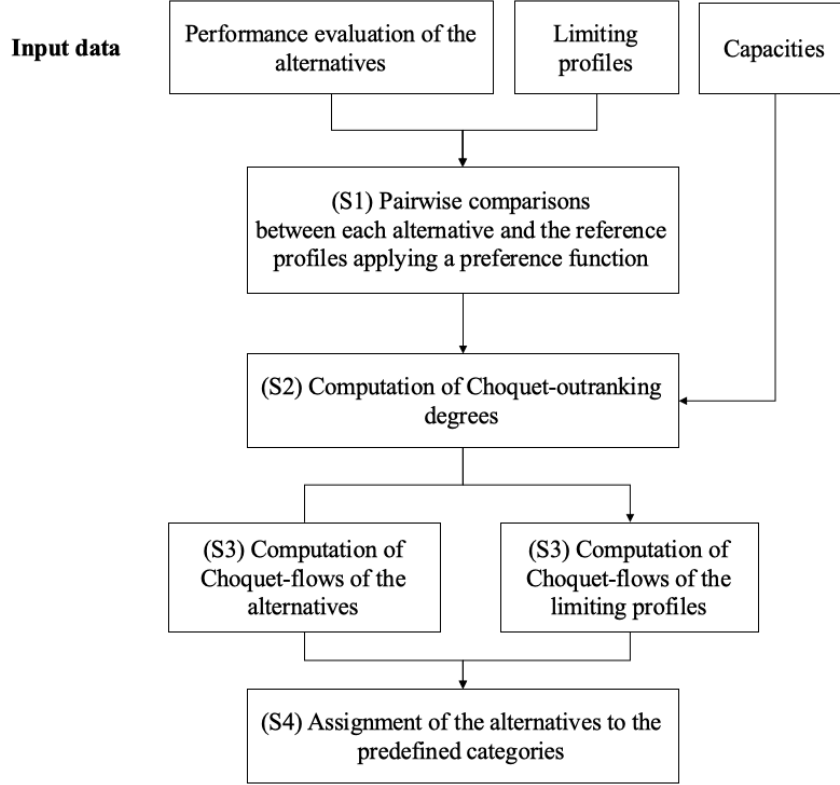 Input data
Performance evaluation of the
alternatives
Limiting
profiles
Capacities
(S1) Pairwise comparisons
between each alternative and the reference
profiles applying a preference function
(S2) Computation of Choquet-outranking
degrees
(S3) Computation of
Choquet-flows of the
alternatives
(S3) Computation of
Choquet-flows of the
limiting profiles
(S4) Assignment of the alternatives to the
predefined categories